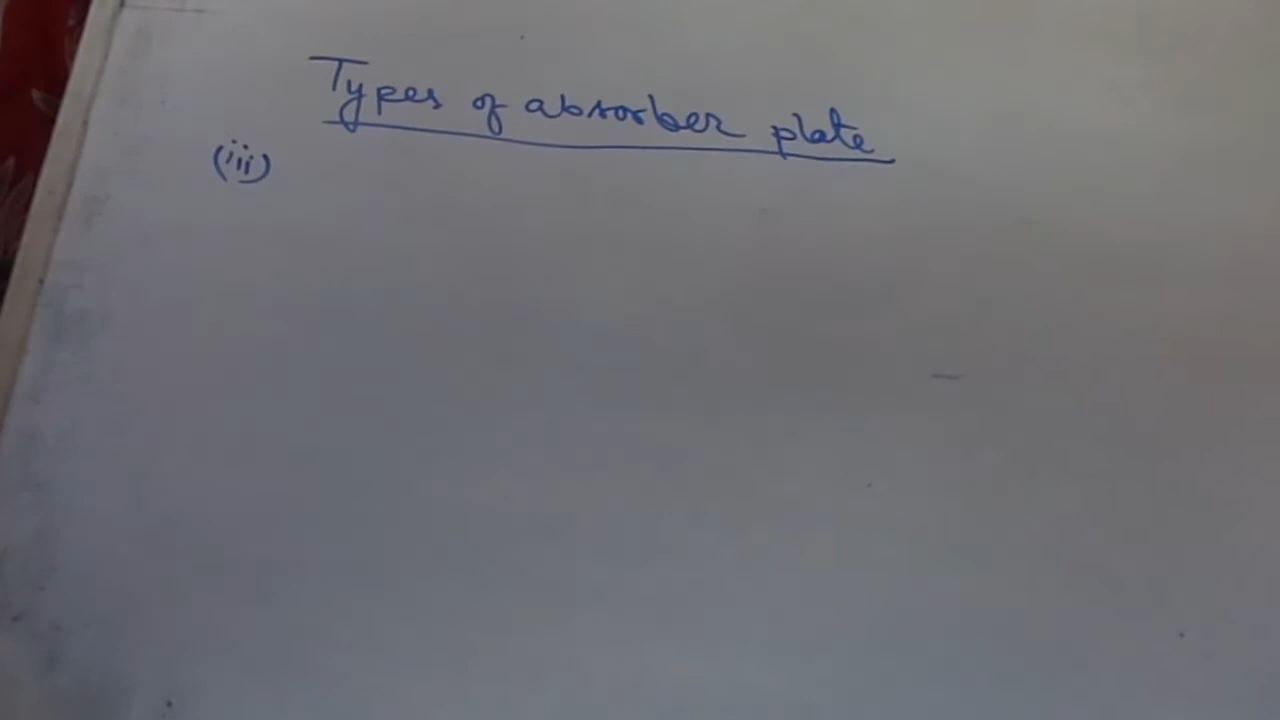 Types of absorber plate
(iii)